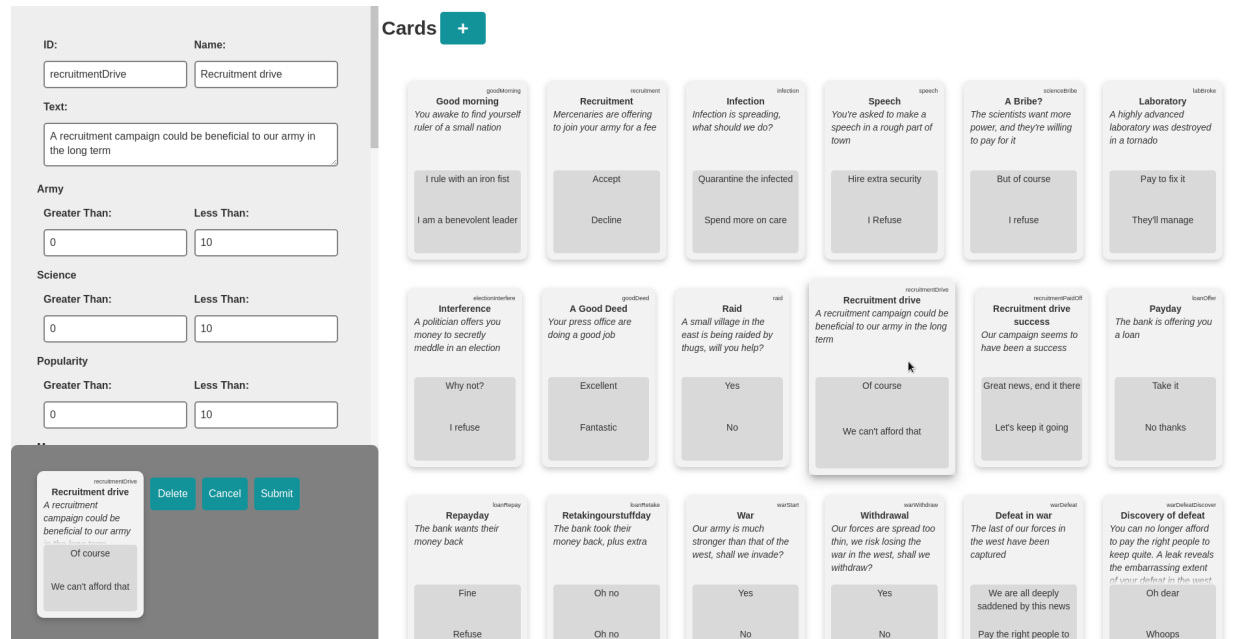 ID:
Name:
recruitmentDrive
Recruitment drive
Text:
A recruitment campaign could be beneficial to our army in
the long term
Army
Greater Than:
Less Than:
0
10
Science
Greater Than:
Less Than:
0
10
Popularity
Greater Than:
Less Than:
0
10
recruitmentDrive
Recruitment drive
A recruitment
campaign could be
beneficial to our army
in the long term
Of course
We can't afford that
Delete
Cancel
Submit
Cards +
goodMorning
Good morning
You awake to find yourself
ruler of a small nation
I rule with an iron fist
I am a benevolent leader
recruitment
Recruitment
Mercenaries are offering
to join your army for a fee
Accept
Decline
infection
Infection
Infection is spreading,
what should we do?
Quarantine the infected
Spend more on care
speech
Speech
You're asked to make a
speech in a rough part of
town
Hire extra security
I Refuse
scienceBribe
A Bribe?
The scientists want more
power, and they're willing
to pay for it
But of course
I refuse
labBroke
Laboratory
A highly advanced
laboratory was destroyed
in a tornado
Pay to fix it
They'll manage
electionInterfere
Interference
A politician offers you
money to secretly
meddle in an election
Why not?
I refuse
goodDeed
A Good Deed
Your press office are
doing a good job
Excellent
Fantastic
raid
Raid
A small village in the
east is being raided by
thugs, will you help?
Yes
No
recruitmentDrive
Recruitment drive
A recruitment campaign could be
beneficial to our army in the long
term
Of course
We can't afford that
recruitmentPaidOff
Recruitment drive
success
Our campaign seems to
have been a success
Great news, end it there
Let's keep it going
loanOffer
Payday
The bank is offering you
a loan
Take it
No thanks
loanRepay
Repayday
The bank wants their
money back
Fine
Refuse
loanRetake
Retakingourstuffday
The bank took their
money back, plus extra
Oh no
Oh no
warStart
War
Our army is much
stronger than that of the
west, shall we invade?
Yes
No
warWithdraw
Withdrawal
Our forces are spread too
thin, we risk losing the
war in the west, shall we
withdraw?
Yes
No
warDefeat
Defeat in war
The last of our forces in
the west have been
captured
We are all deeply
saddened by this news
Pay the right people to
warDefeatDiscover
Discovery of defeat
You can no longer afford
to pay the right people to
keep quite. A leak reveals
the embarrassing extent
of your defeat in the west,
Oh dear
Whoops